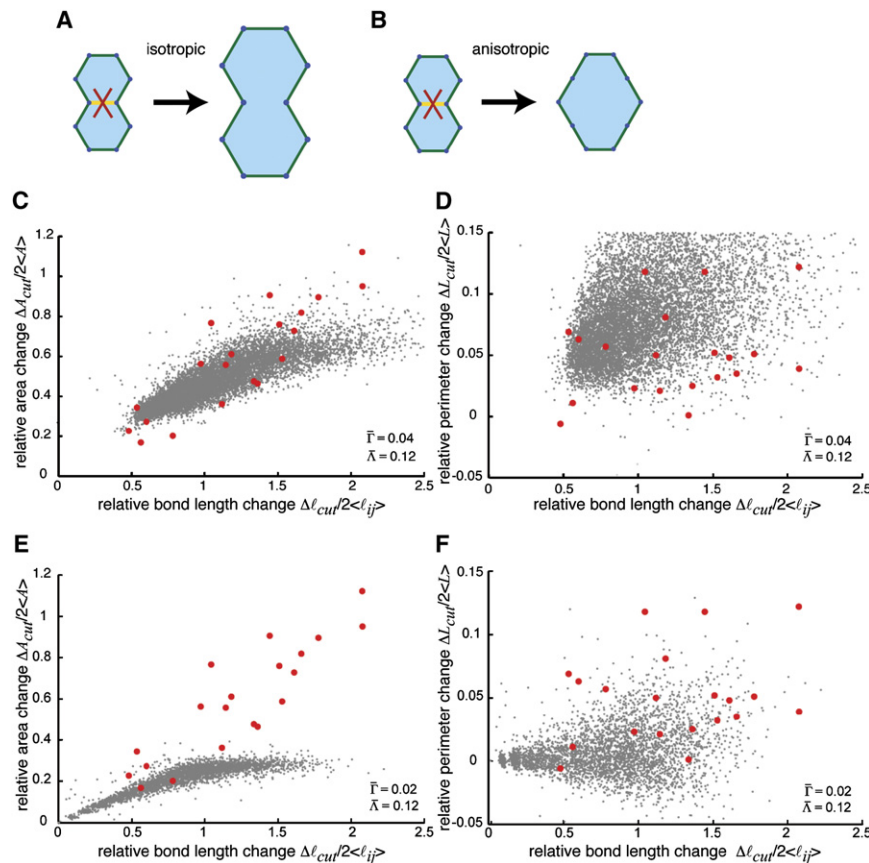 A
isotropic
B
anisotropic
C
relative area change ΔA_cut/2<A>
1.2
1
0.8
0.6
0.4
0.2
0
0
0.5
1
1.5
2
2.5
Γ̄ = 0.04
Λ̄ = 0.12
relative bond length change Δℓ_cut/2<ℓ_ij>
D
relative perimeter change ΔL_cut/2<L>
0.15
0.1
0.05
0
-0.05
0
0.5
1
1.5
2
2.5
Γ̄ = 0.04
Λ̄ = 0.12
relative bond length change Δℓ_cut/2<ℓ_ij>
E
relative area change ΔA_cut/2<A>
1.2
1
0.8
0.6
0.4
0.2
0
0
0.5
1
1.5
2
2.5
Γ̄ = 0.02
Λ̄ = 0.12
relative bond length change Δℓ_cut/2<ℓ_ij>
F
relative perimeter change ΔL_cut/2<L>
0.15
0.1
0.05
0
-0.05
0
0.5
1
1.5
2
2.5
Γ̄ = 0.02
Λ̄ = 0.12
relative bond length change Δℓ_cut/2<ℓ_ij>